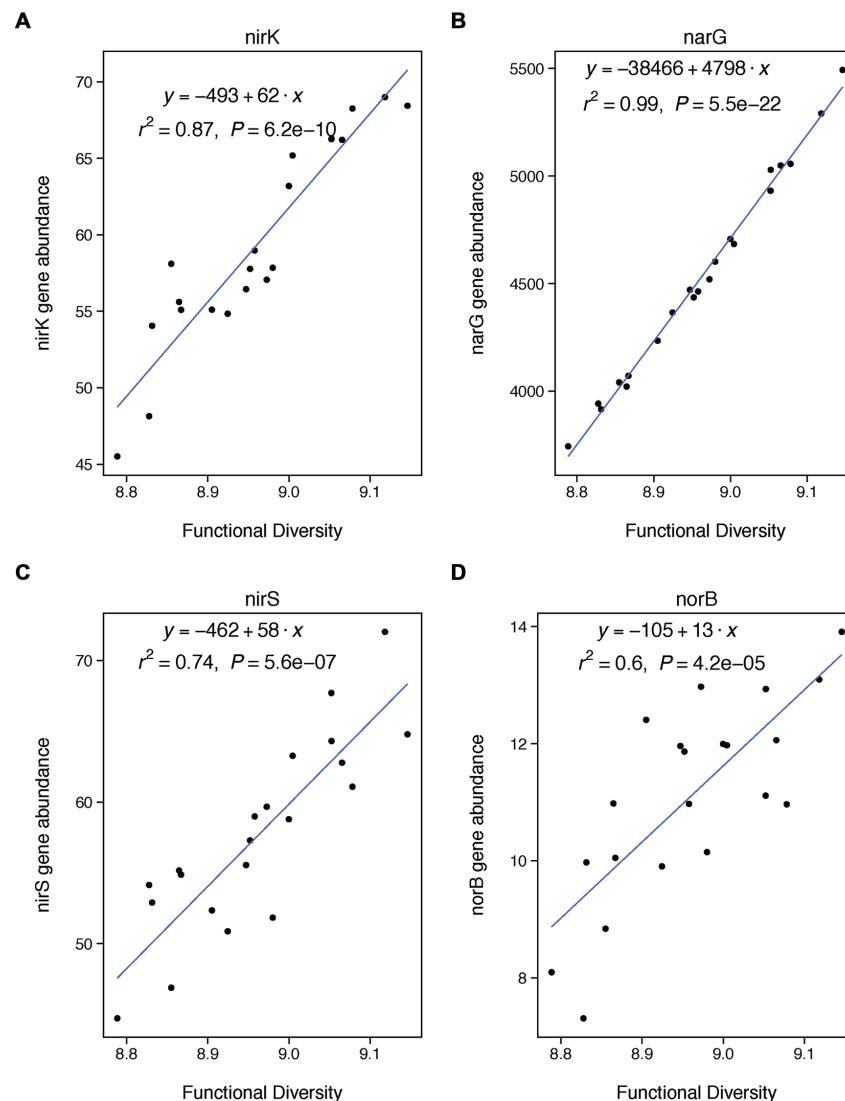 A
nirK
y = −493 + 62 · x
r² = 0.87, P = 6.2e−10
70
65
60
55
50
45
nirK gene abundance
8.8 8.9 9.0 9.1
Functional Diversity
B
narG
y = −38466 + 4798 · x
r² = 0.99, P = 5.5e−22
5500
5000
4500
4000
narG gene abundance
8.8 8.9 9.0 9.1
Functional Diversity
C
nirS
y = −462 + 58 · x
r² = 0.74, P = 5.6e−07
70
60
50
nirS gene abundance
8.8 8.9 9.0 9.1
Functional Diversity
D
norB
y = −105 + 13 · x
r² = 0.6, P = 4.2e−05
14
12
10
8
norB gene abundance
8.8 8.9 9.0 9.1
Functional Diversity